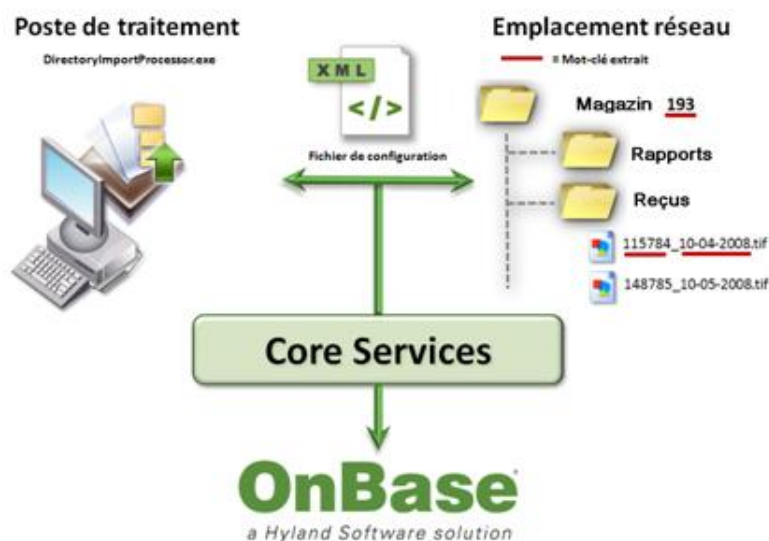 Poste de traitement
DirectoryImportProcessor.exe
XML
</>
Fichier de configuration
Emplacement réseau
= Mot-clé extrait
Magazin 193
Rapports
Reçus
115784_10-04-2008.tif
148785_10-05-2008.tif
Core Services
OnBase
a Hyland Software solution